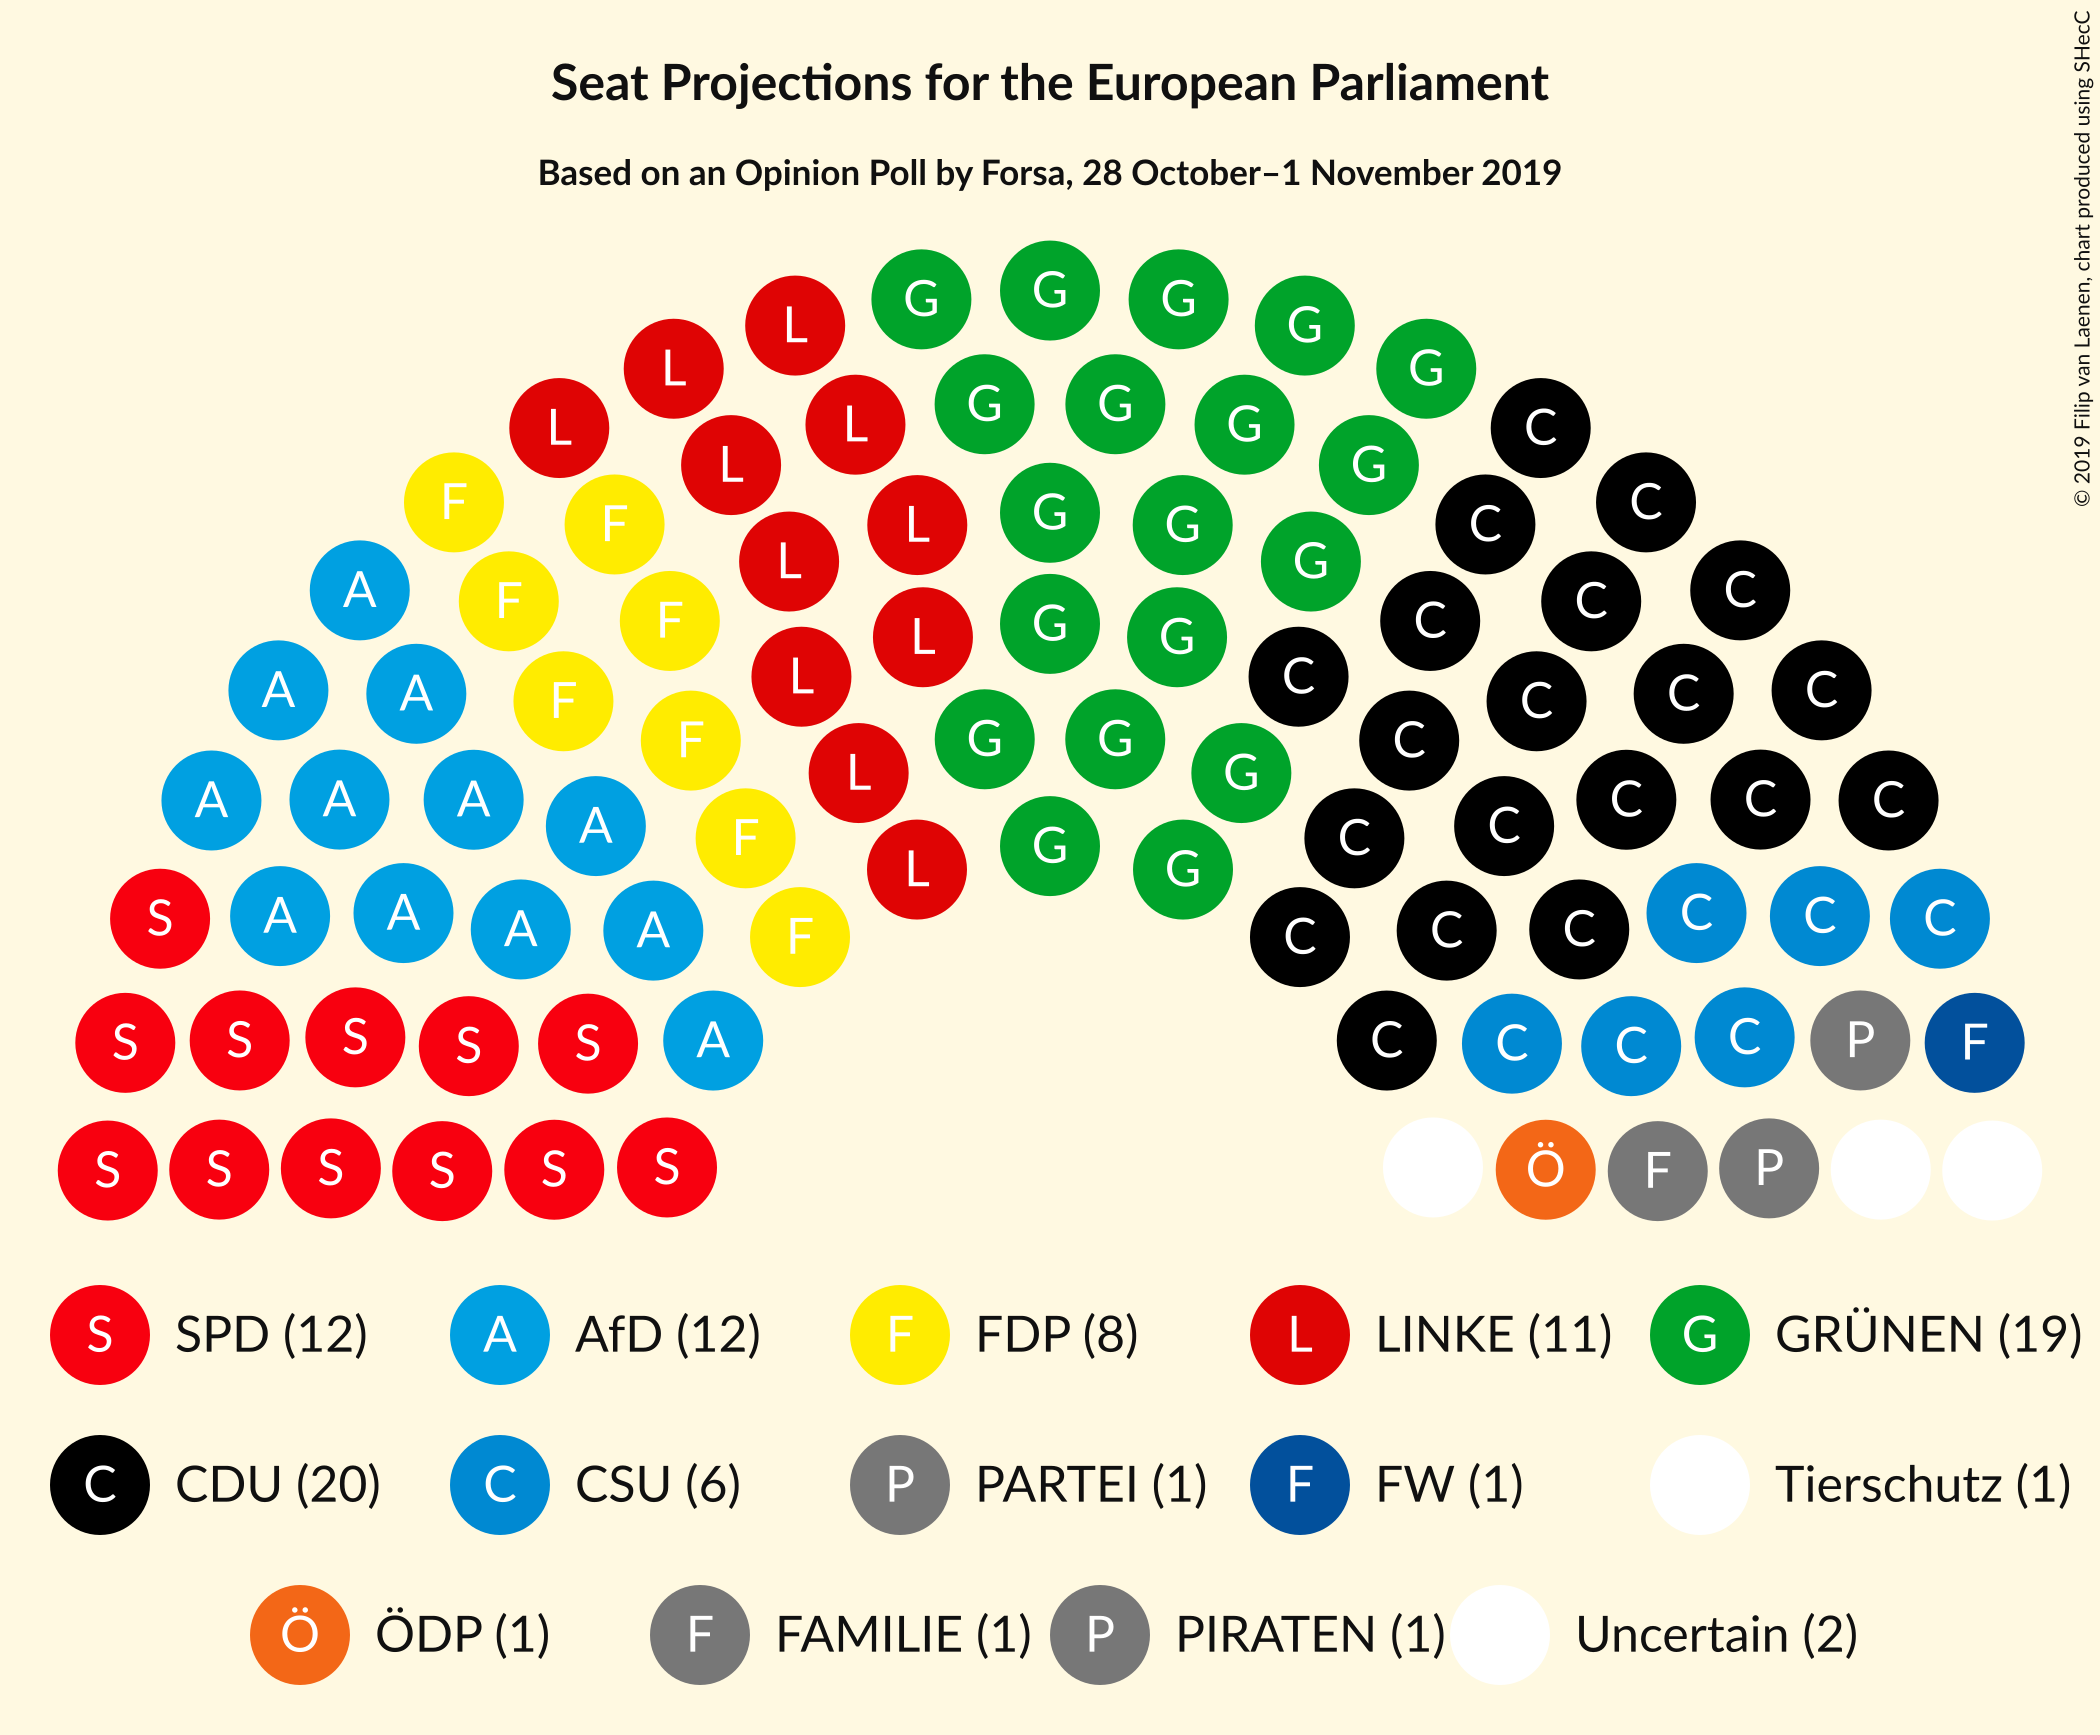 Seat Projections for the European Parliament
Based on an Opinion Poll by Forsa, 28 October–1 November 2019
© 2019 Filip van Laenen, chart produced using SHecC
G
G G
L G
L G
L C
G G
L G
L G
F C
F C
G
L G
L G
A C
F C
F C
G
L G
L C
A C
A C
F C
F C
G G
L G
A C
A C
A C
A C
F C
G
L G
S C
A C
A C
A C
A C
F C
S F
S P
S C
S C
S C
A C
S S S S S S Ö F P
S SPD (12) A AfD (12) F FDP (8) L LINKE (11) G GRÜNEN (19)
C CDU (20) C CSU (6) P PARTEI (1) F FW (1) Tierschutz (1)
Ö ÖDP (1) F FAMILIE (1) P PIRATEN (1) Uncertain (2)